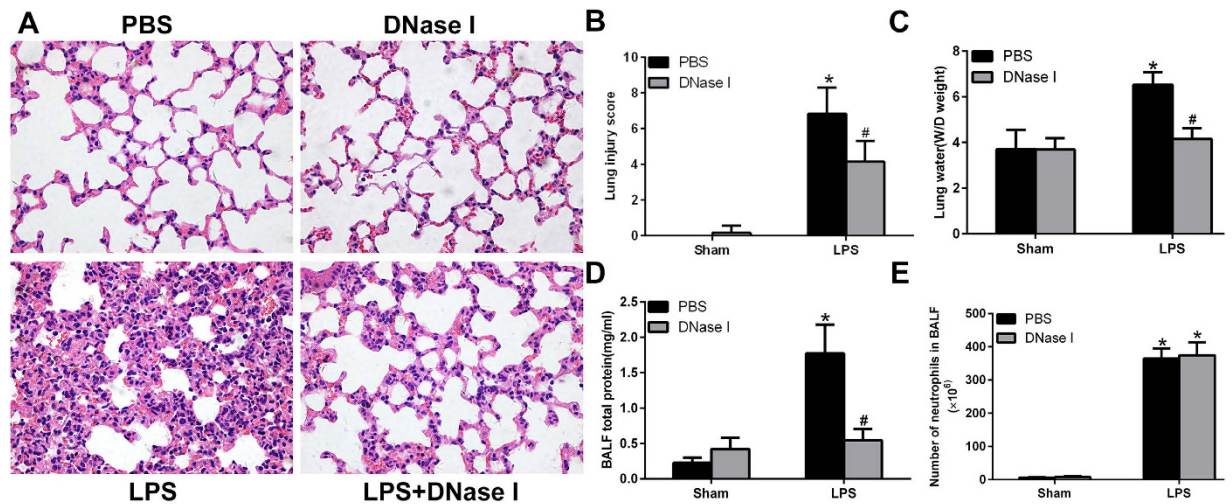 A
PBS
DNase I
LPS
LPS+DNase I
B
PBS
DNase I
Lung injury score
10
8
6
4
2
0
*
#
Sham
LPS
C
PBS
DNase I
Lung water(W/D weight)
8
6
4
2
0
*
#
Sham
LPS
D
PBS
DNase I
BALF total protein(mg/ml)
2.5
2.0
1.5
1.0
0.5
0.0
*
#
Sham
LPS
E
PBS
DNase I
Number of neutrophils in BALF
(×10⁶)
500
400
300
200
100
0
*
*
Sham
LPS